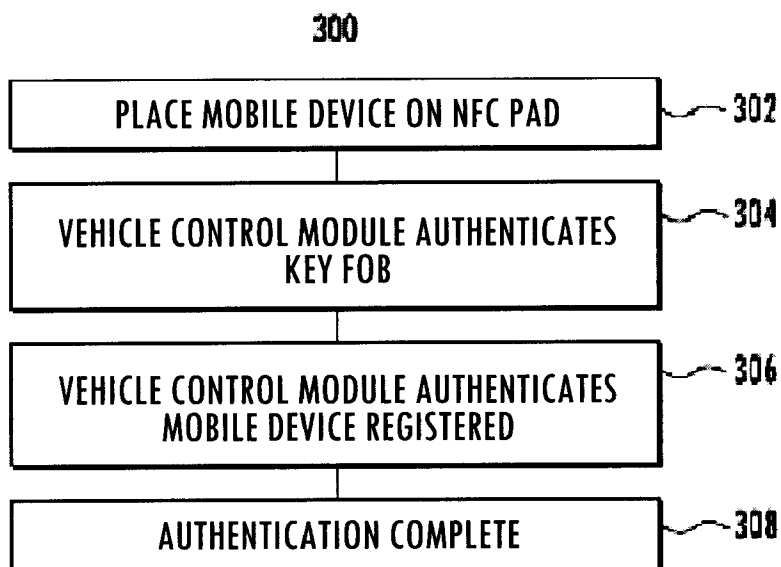 300
PLACE MOBILE DEVICE ON NFC PAD
302
VEHICLE CONTROL MODULE AUTHENTICATES
KEY FOB
304
VEHICLE CONTROL MODULE AUTHENTICATES
MOBILE DEVICE REGISTERED
306
AUTHENTICATION COMPLETE
308